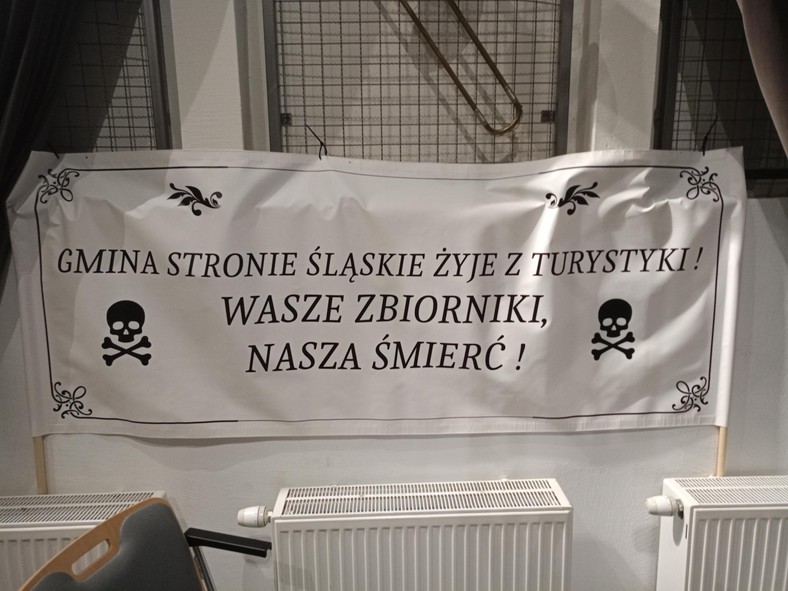 GMINA STRONIE ŚLĄSKIE ŻYJE Z TURYSTYKI !
WASZE ZBIORNIKI,
NASZA ŚMIERĆ !